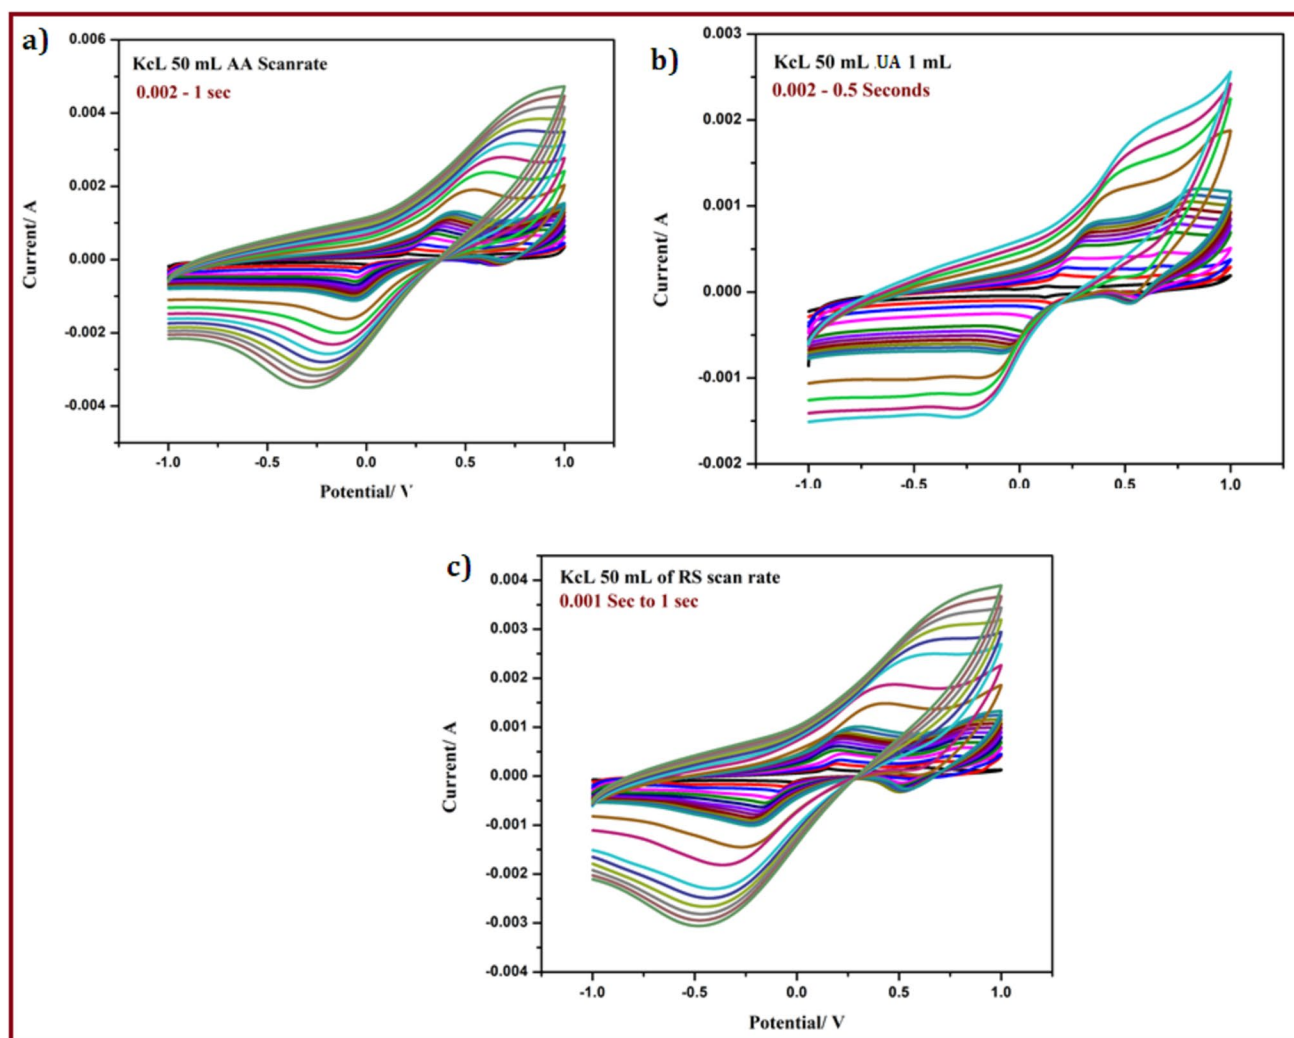 a)
KcL 50 mL AA Scanrate
0.002 - 1 sec
Current/ A
0.006
0.004
0.002
0.000
-0.002
-0.004
-1.0 -0.5 0.0 0.5 1.0
Potential/ V
b)
KcL 50 mL .UA 1 mL
0.002 - 0.5 Seconds
Current/ A
0.003
0.002
0.001
0.000
-0.001
-0.002
-1.0 -0.5 0.0 0.5 1.0
c)
KcL 50 mL of RS scan rate
0.001 Sec to 1 sec
Current/ A
0.004
0.003
0.002
0.001
0.000
-0.001
-0.002
-0.003
-0.004
-1.0 -0.5 0.0 0.5 1.0
Potential/ V